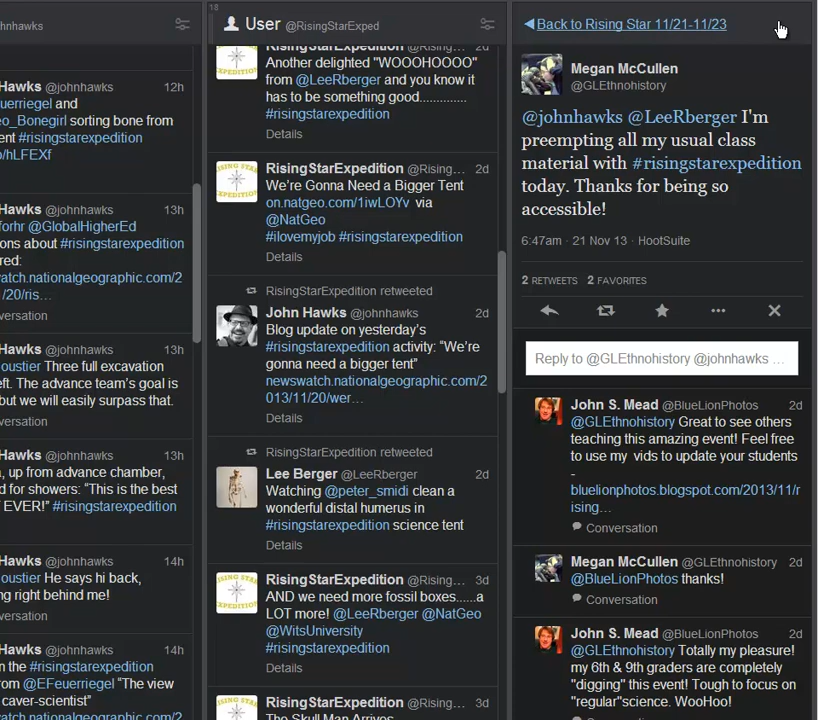 hnhawks
Hawks @johnhawks 12h
euerriegel and
eo_Bonegirl sorting bone from
ent #risingstarexpedition
o/hLFEXf
Hawks @johnhawks 13h
forhr @GlobalHigherEd
ons about #risingstarexpedition
red:
atch.nationalgeographic.com/2
/20/ris…
versation
Hawks @johnhawks 13h
oustier Three full excavation
eft. The advance team's goal is
but we will easily surpass that.
versation
Hawks @johnhawks 13h
, up from advance chamber,
d for showers: “This is the best
EVER!” #risingstarexpedition
Hawks @johnhawks 14h
oustier He says hi back,
ng right behind me!
versation
Hawks @johnhawks 14h
n the #risingstarexpedition
rom @EFeuerriegel “The view
caver-scientist”
watch.nationalgeographic.com/2
18
User @RisingStarExped
RisingStarExpedition @Rising... 2d
Another delighted "WOOOHOOOO"
from @LeeRberger and you know it
has to be something good..............
#risingstarexpedition
Details
RisingStarExpedition @Rising... 2d
We're Gonna Need a Bigger Tent
on.natgeo.com/1iwLOYv via
@NatGeo
#ilovemyjob #risingstarexpedition
Details
RisingStarExpedition retweeted
John Hawks @johnhawks 2d
Blog update on yesterday's
#risingstarexpedition activity: “We're
gonna need a bigger tent”
newswatch.nationalgeographic.com/2
013/11/20/wer…
Details
RisingStarExpedition retweeted
Lee Berger @LeeRberger 2d
Watching @peter_smidi clean a
wonderful distal humerus in
#risingstarexpedition science tent
Details
RisingStarExpedition @Rising... 3d
AND we need more fossil boxes......a
LOT more! @LeeRberger @NatGeo
@WitsUniversity
#risingstarexpedition
Details
RisingStarExpedition @Rising... 3d
The Skull Man Arrives
Back to Rising Star 11/21-11/23
Megan McCullen
@GLEthnohistory
@johnhawks @LeeRberger I'm
preempting all my usual class
material with #risingstarexpedition
today. Thanks for being so
accessible!
6:47am · 21 Nov 13 · HootSuite
2 RETWEETS 2 FAVORITES
Reply to @GLEthnohistory @johnhawks ...
John S. Mead @BlueLionPhotos 2d
@GLEthnohistory Great to see others
teaching this amazing event! Feel free
to use my vids to update your students
-
bluelionphotos.blogspot.com/2013/11/r
ising…
Conversation
Megan McCullen @GLEthnohistory 2d
@BlueLionPhotos thanks!
Conversation
John S. Mead @BlueLionPhotos 2d
@GLEthnohistory Totally my pleasure!
my 6th & 9th graders are completely
"digging" this event! Tough to focus on
"regular"science. WooHoo!